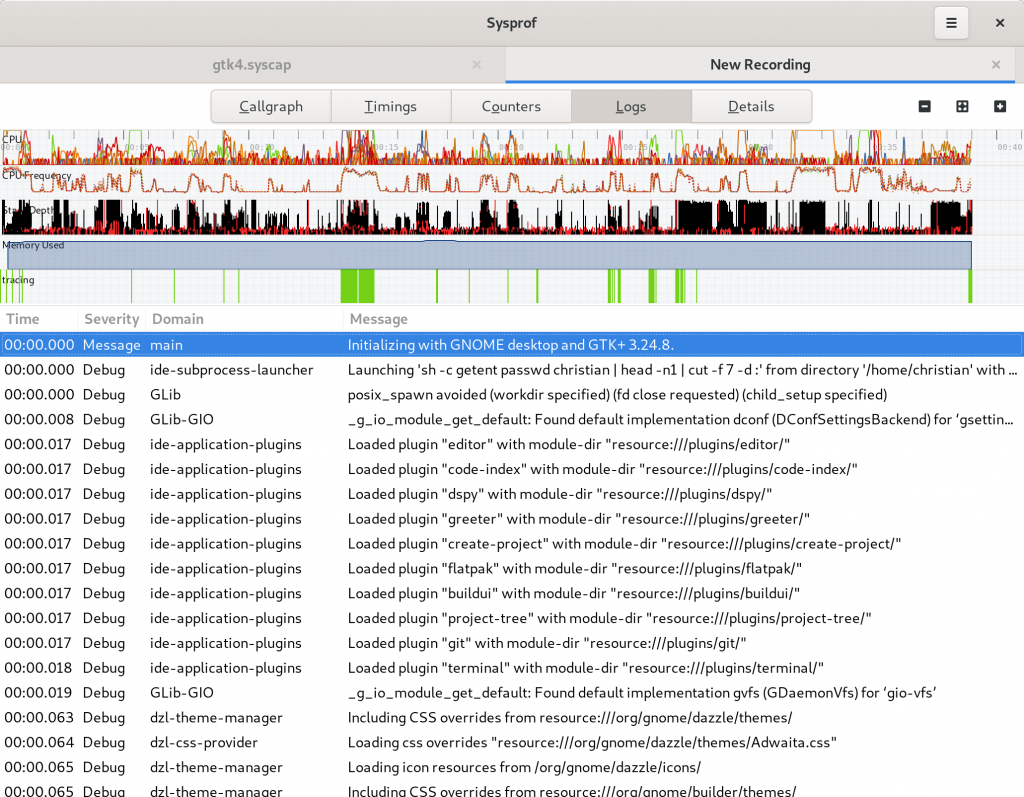 Sysprof
gtk4.syscap
New Recording
Callgraph Timings Counters Logs Details
CPU
00:05 00:15 00:20 00:25 00:35 00:40
CPU Frequency
Stack Depth
Memory Used
tracing
Time Severity Domain Message
00:00.000 Message main Initializing with GNOME desktop and GTK+ 3.24.8.
00:00.000 Debug ide-subprocess-launcher Launching 'sh -c getent passwd christian | head -n1 | cut -f 7 -d :' from directory '/home/christian' with ...
00:00.000 Debug GLib posix_spawn avoided (workdir specified) (fd close requested) (child_setup specified)
00:00.008 Debug GLib-GIO _g_io_module_get_default: Found default implementation dconf (DConfSettingsBackend) for ‘gsettin...
00:00.017 Debug ide-application-plugins Loaded plugin "editor" with module-dir "resource:///plugins/editor/"
00:00.017 Debug ide-application-plugins Loaded plugin "code-index" with module-dir "resource:///plugins/code-index/"
00:00.017 Debug ide-application-plugins Loaded plugin "dspy" with module-dir "resource:///plugins/dspy/"
00:00.017 Debug ide-application-plugins Loaded plugin "greeter" with module-dir "resource:///plugins/greeter/"
00:00.017 Debug ide-application-plugins Loaded plugin "create-project" with module-dir "resource:///plugins/create-project/"
00:00.017 Debug ide-application-plugins Loaded plugin "flatpak" with module-dir "resource:///plugins/flatpak/"
00:00.017 Debug ide-application-plugins Loaded plugin "buildui" with module-dir "resource:///plugins/buildui/"
00:00.017 Debug ide-application-plugins Loaded plugin "project-tree" with module-dir "resource:///plugins/project-tree/"
00:00.017 Debug ide-application-plugins Loaded plugin "git" with module-dir "resource:///plugins/git/"
00:00.018 Debug ide-application-plugins Loaded plugin "terminal" with module-dir "resource:///plugins/terminal/"
00:00.019 Debug GLib-GIO _g_io_module_get_default: Found default implementation gvfs (GDaemonVfs) for ‘gio-vfs’
00:00.063 Debug dzl-theme-manager Including CSS overrides from resource:///org/gnome/dazzle/themes/
00:00.064 Debug dzl-css-provider Loading css overrides "resource:///org/gnome/dazzle/themes/Adwaita.css"
00:00.065 Debug dzl-theme-manager Loading icon resources from /org/gnome/dazzle/icons/
00:00.065 Debug dzl-theme-manager Including CSS overrides from resource:///org/gnome/builder/themes/